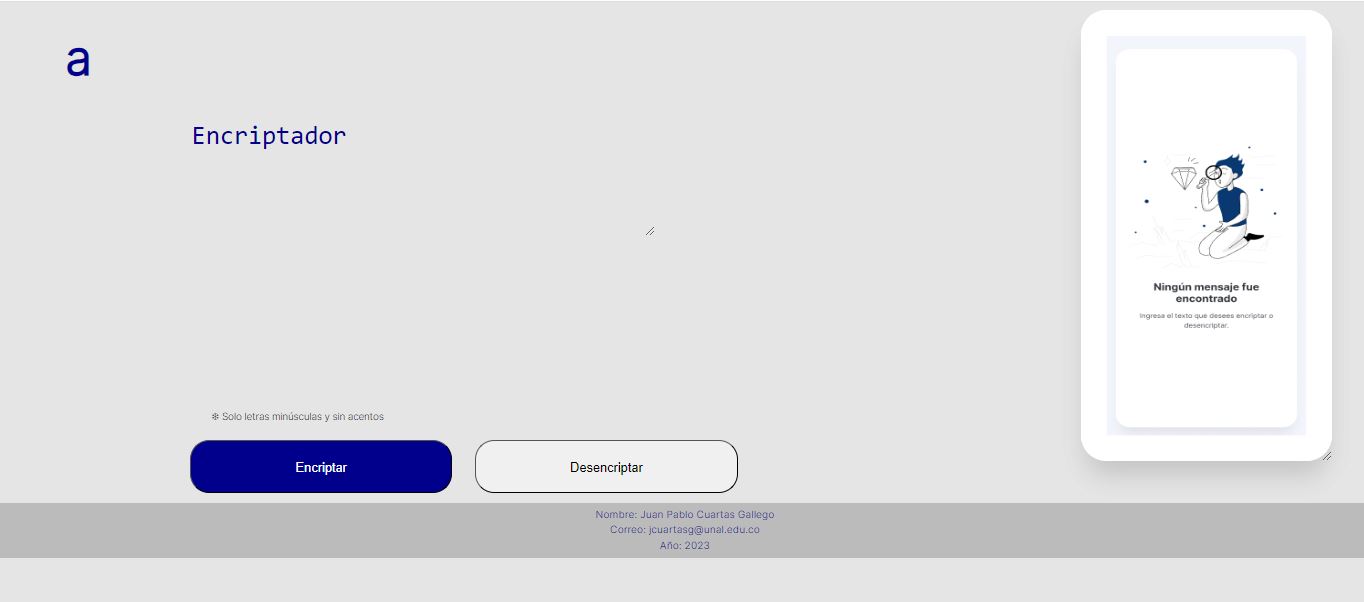 a
Encriptador
Ningún mensaje fue
encontrado
Ingresa el texto que desees encriptar o
desencriptar.
❄ Solo letras minúsculas y sin acentos
Encriptar
Desencriptar
Nombre: Juan Pablo Cuartas Gallego
Correo: jcuartasg@unal.edu.co
Año: 2023